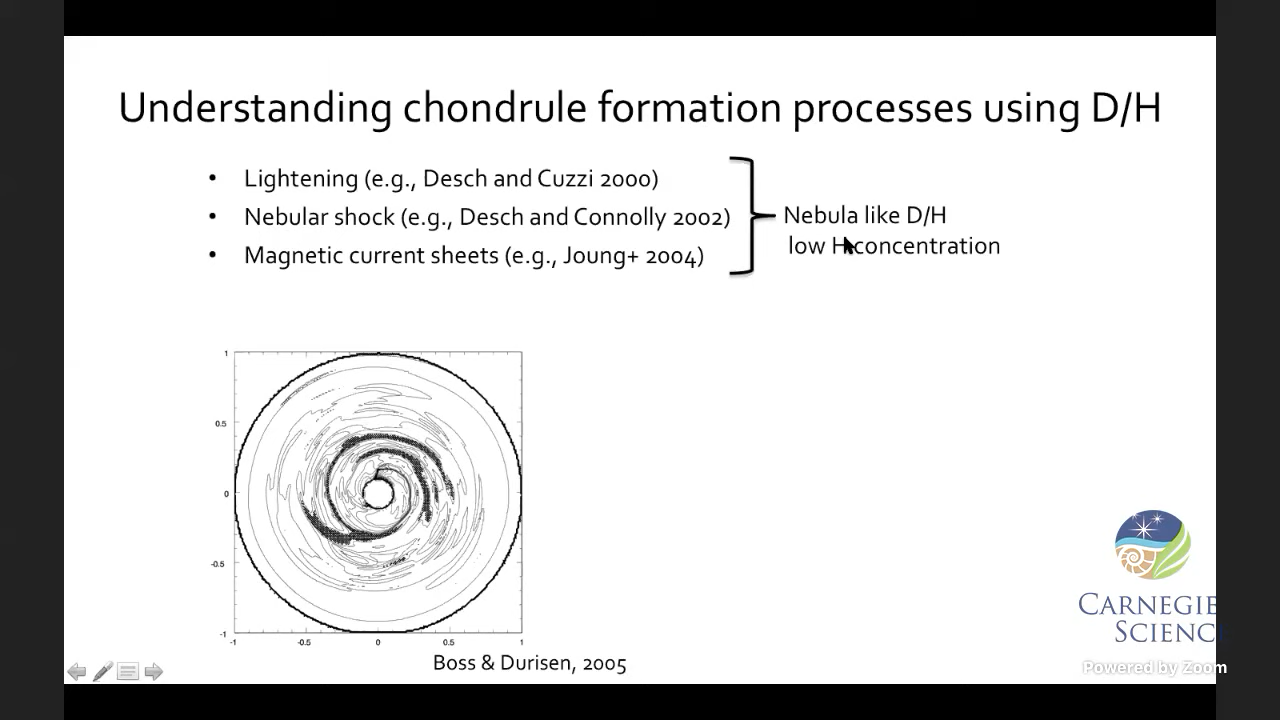 Understanding chondrule formation processes using D/H
• Lightening (e.g., Desch and Cuzzi 2000)
• Nebular shock (e.g., Desch and Connolly 2002)
• Magnetic current sheets (e.g., Joung+ 2004)
Nebula like D/H
low H concentration
1
0.5
0
-0.5
-1
-1 -0.5 0 0.5 1
Boss & Durisen, 2005
CARNEGIE
SCIENCE
Powered by Zoom